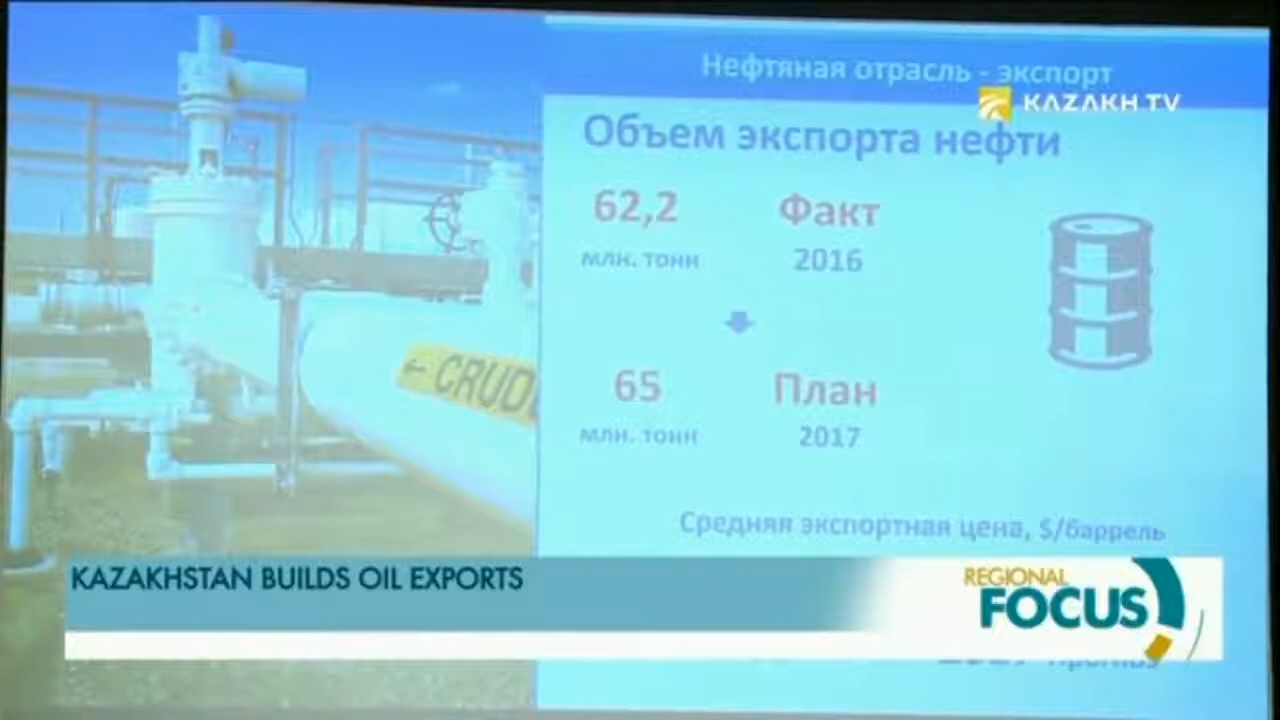 Нефтяная отрасль - экспорт
KAZAKH TV
Объем экспорта нефти
62,2 Факт
млн. тонн 2016
65 План
млн. тонн 2017
← CRUD
Средняя экспортная цена, $/баррель
KAZAKHSTAN BUILDS OIL EXPORTS
REGIONAL
FOCUS